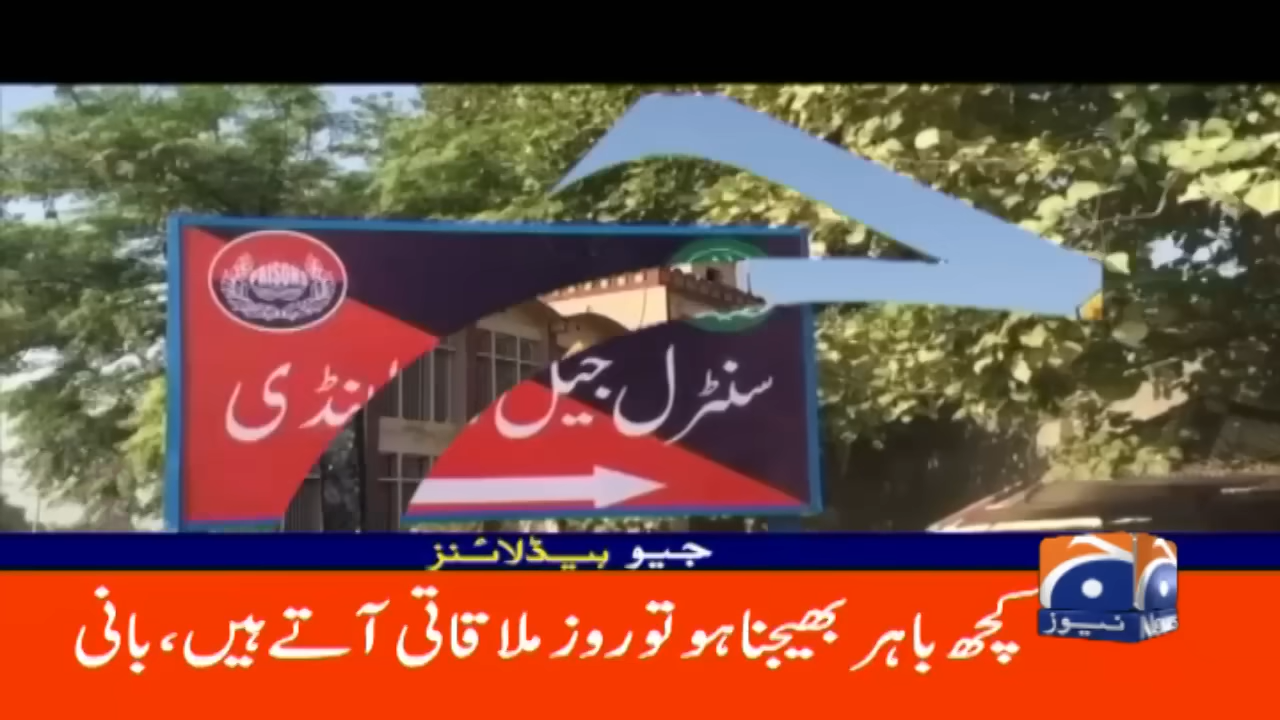 PRISONS
سنٹرل جیل
نڈی
جیو ہیڈلائنز
کچھ باہر بھیجنا ہو تو روز ملاقاتی آتے ہیں، بانی
جیو نیوز
News